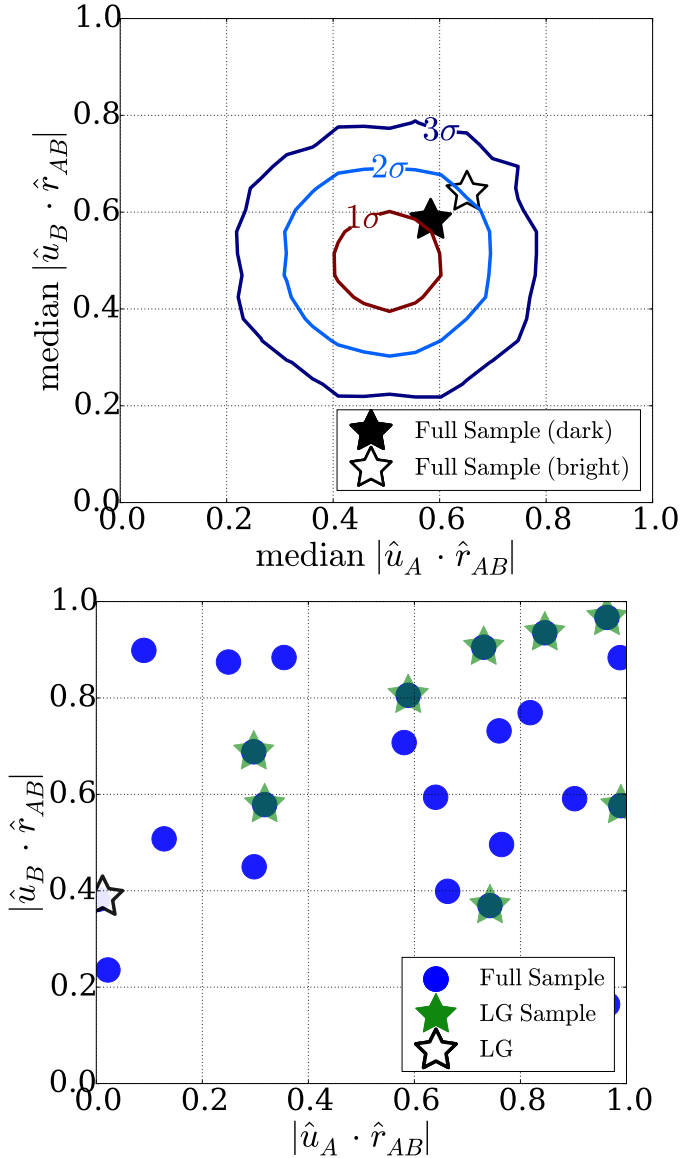 1.0
0.8
0.6
0.4
0.2
0.0
median |û_B · r̂_AB|
3σ
2σ
1σ
Full Sample (dark)
Full Sample (bright)
0.0 0.2 0.4 0.6 0.8 1.0
median |û_A · r̂_AB|
1.0
0.8
0.6
0.4
0.2
0.0
|û_B · r̂_AB|
Full Sample
LG Sample
LG
0.0 0.2 0.4 0.6 0.8 1.0
|û_A · r̂_AB|